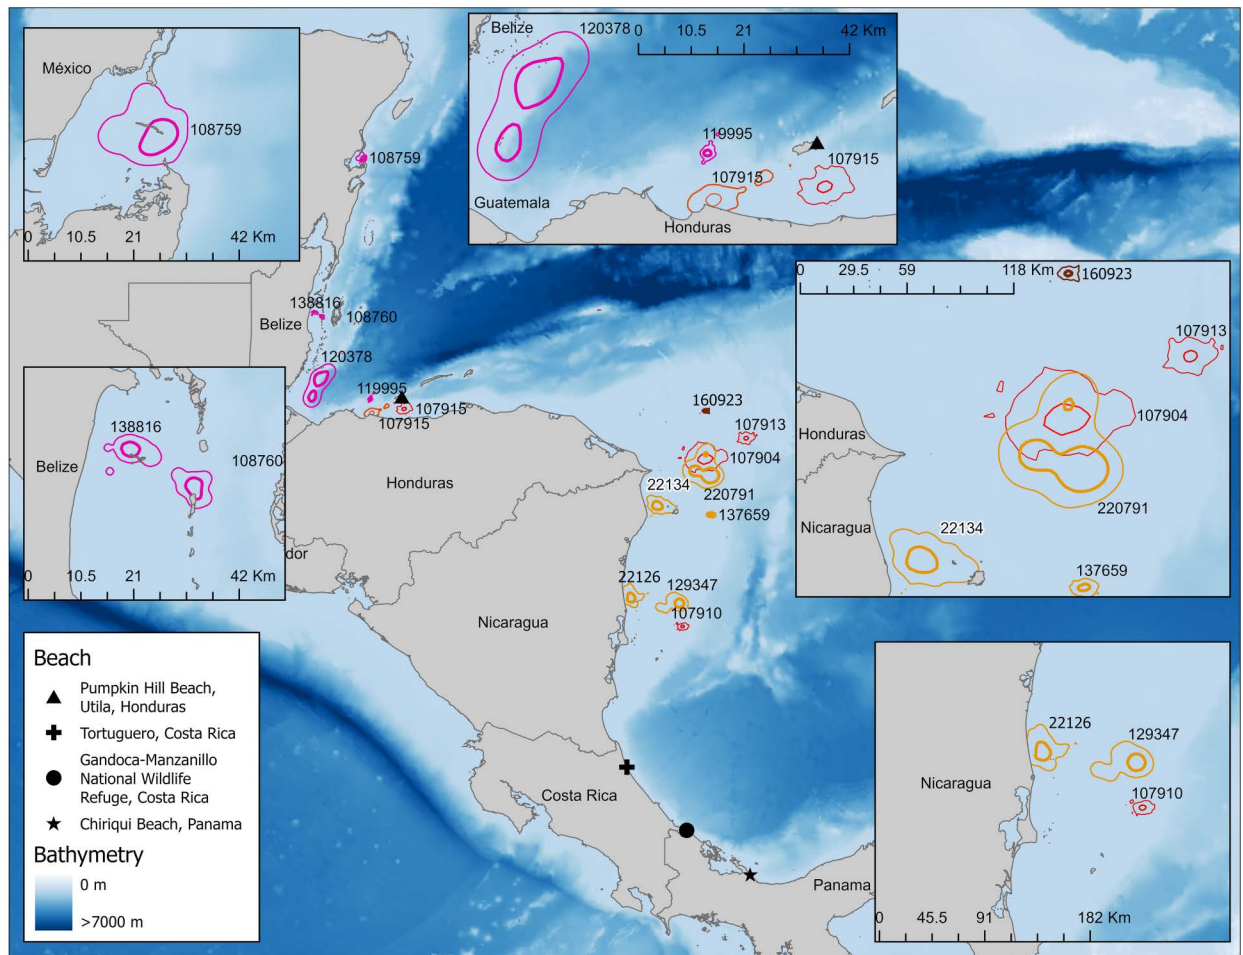 México
108759
0 10.5 21 42 Km
Belize
120378
0 10.5 21 42 Km
119995
107915
107915
Guatemala
Honduras
108759
138816
108760
Belize
120378
119995
107915
107915
160923
107913
107904
220791
22134
137659
Honduras
22126
129347
107910
Nicaragua
dor
Costa Rica
Panama
138816
108760
Belize
0 10.5 21 42 Km
0 29.5 59 118 Km
160923
107913
107904
Honduras
220791
Nicaragua
22134
137659
22126
129347
107910
Nicaragua
0 45.5 91 182 Km
Beach
Pumpkin Hill Beach,
Utila, Honduras
Tortuguero, Costa Rica
Gandoca-Manzanillo
National Wildlife
Refuge, Costa Rica
Chiriqui Beach, Panama
Bathymetry
0 m
>7000 m